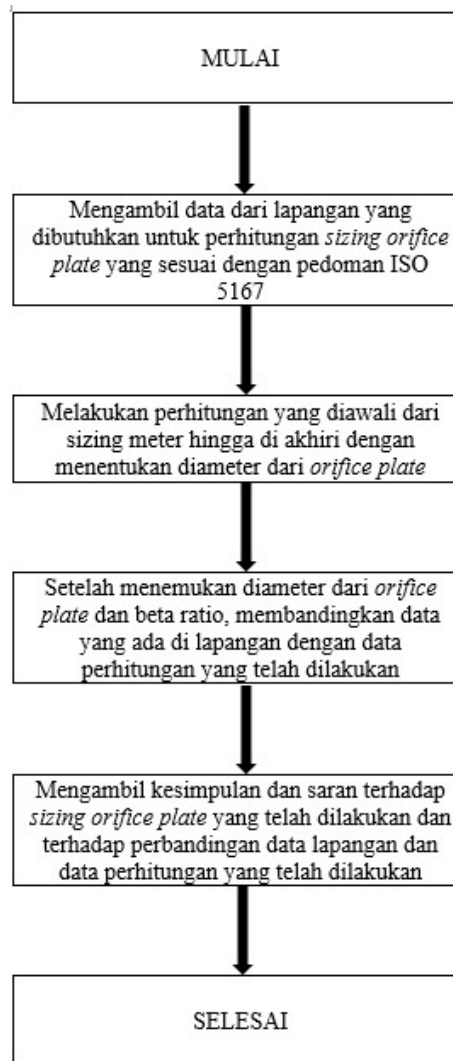 MULAI
Mengambil data dari lapangan yang
dibutuhkan untuk perhitungan sizing orifice
plate yang sesuai dengan pedoman ISO
5167
Melakukan perhitungan yang diawali dari
sizing meter hingga di akhiri dengan
menentukan diameter dari orifice plate
Setelah menemukan diameter dari orifice
plate dan beta ratio, membandingkan data
yang ada di lapangan dengan data
perhitungan yang telah dilakukan
Mengambil kesimpulan dan saran terhadap
sizing orifice plate yang telah dilakukan dan
terhadap perbandingan data lapangan dan
data perhitungan yang telah dilakukan
SELESAI